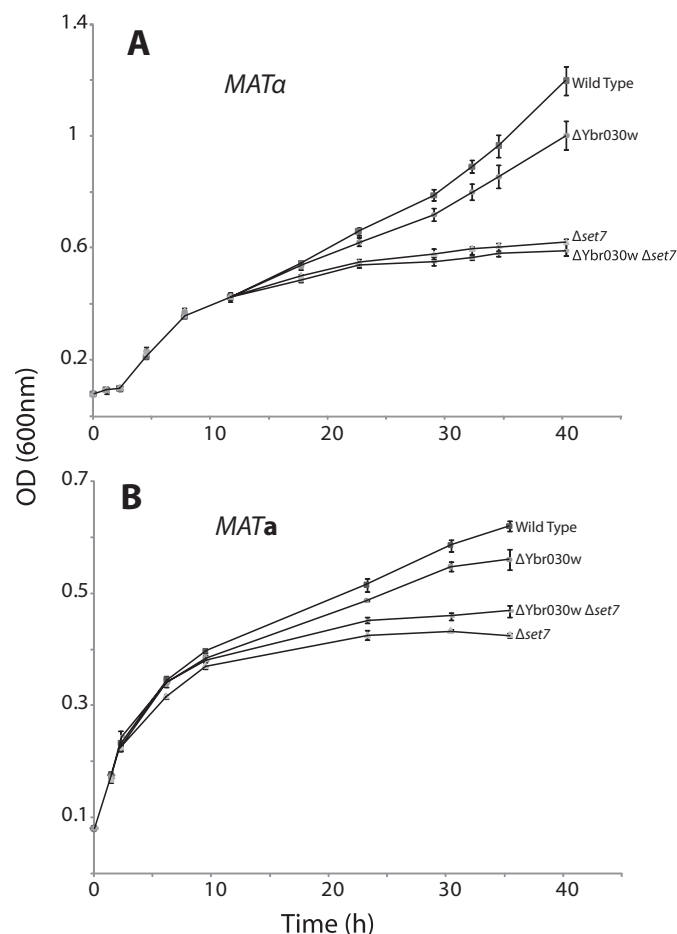 A
MATα
1.4
1
0.6
0.2
Wild Type
ΔYbr030w
Δset7
ΔYbr030w Δset7
0 10 20 30 40
OD (600nm)
B
MATa
0.7
0.5
0.3
0.1
Wild Type
ΔYbr030w
ΔYbr030w Δset7
Δset7
0 10 20 30 40
Time (h)